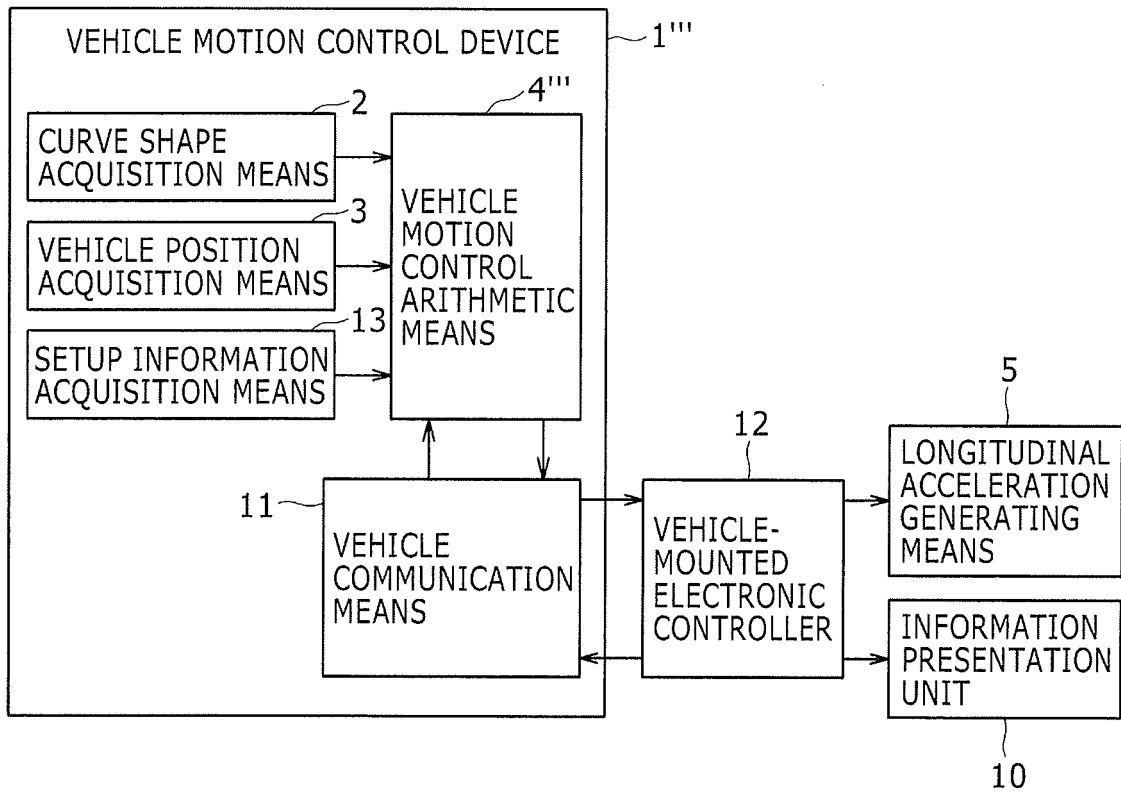 VEHICLE MOTION CONTROL DEVICE
1'''
2
CURVE SHAPE
ACQUISITION MEANS
3
VEHICLE POSITION
ACQUISITION MEANS
13
SETUP INFORMATION
ACQUISITION MEANS
4'''
VEHICLE
MOTION
CONTROL
ARITHMETIC
MEANS
11
VEHICLE
COMMUNICATION
MEANS
12
VEHICLE-
MOUNTED
ELECTRONIC
CONTROLLER
5
LONGITUDINAL
ACCELERATION
GENERATING
MEANS
INFORMATION
PRESENTATION
UNIT
10